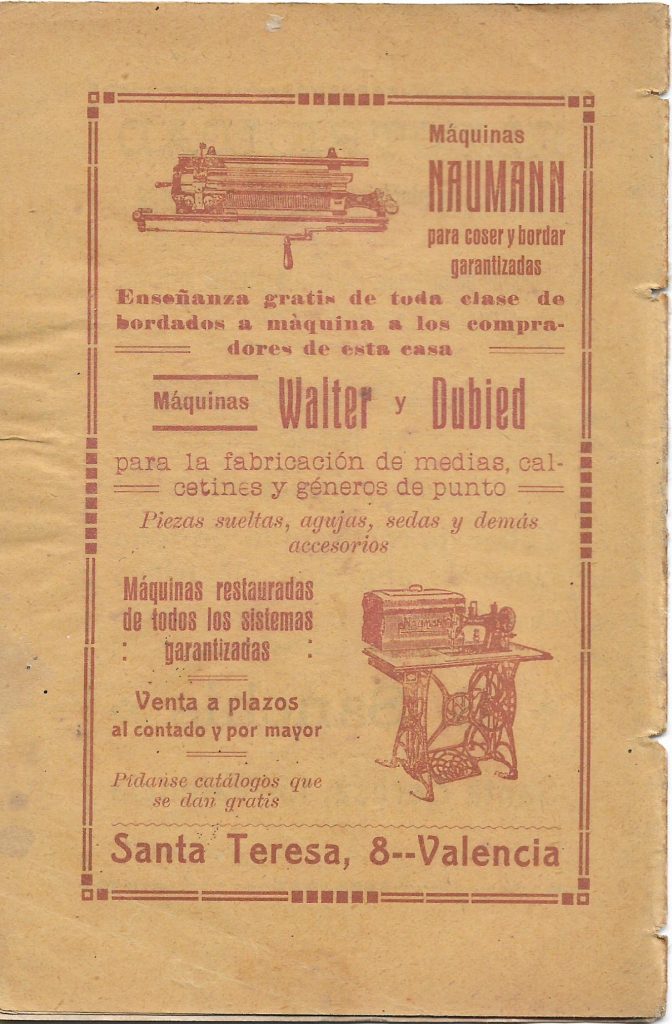 Máquinas
NAUMANN
para coser y bordar
garantizadas
Enseñanza gratis de toda clase de
bordados a màquina a los compra-
dores de esta casa
Máquinas Walter y Dubied
para la fabricación de medias, cal-
cetines y géneros de punto
Piezas sueltas, agujas, sedas y demás
accesorios
Máquinas restauradas
de todos los sistemas
: garantizadas :
Venta a plazos
al contado y por mayor
Pídanse catálogos que
se dan gratis
NAUMANN
Santa Teresa, 8--Valencia